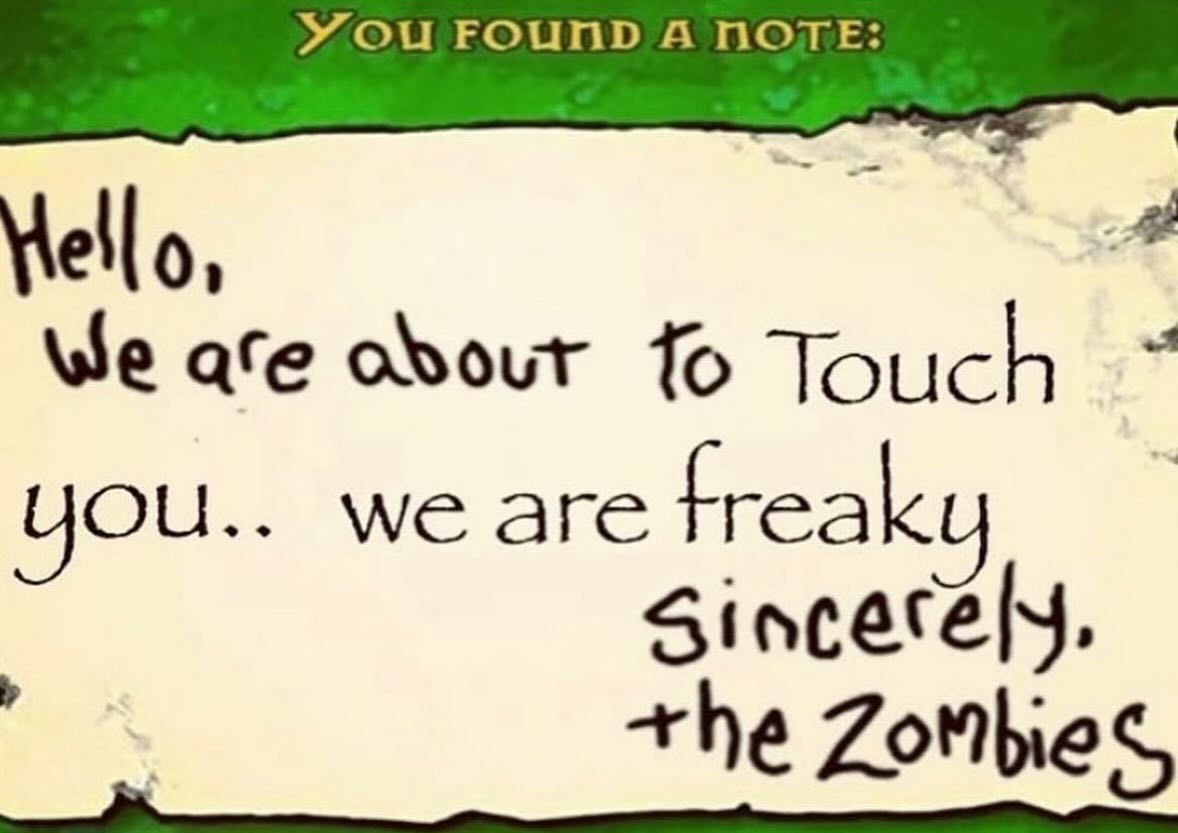 You found a note:
Hello,
We are about to Touch
you.. we are freaky
sincerely,
the Zombies